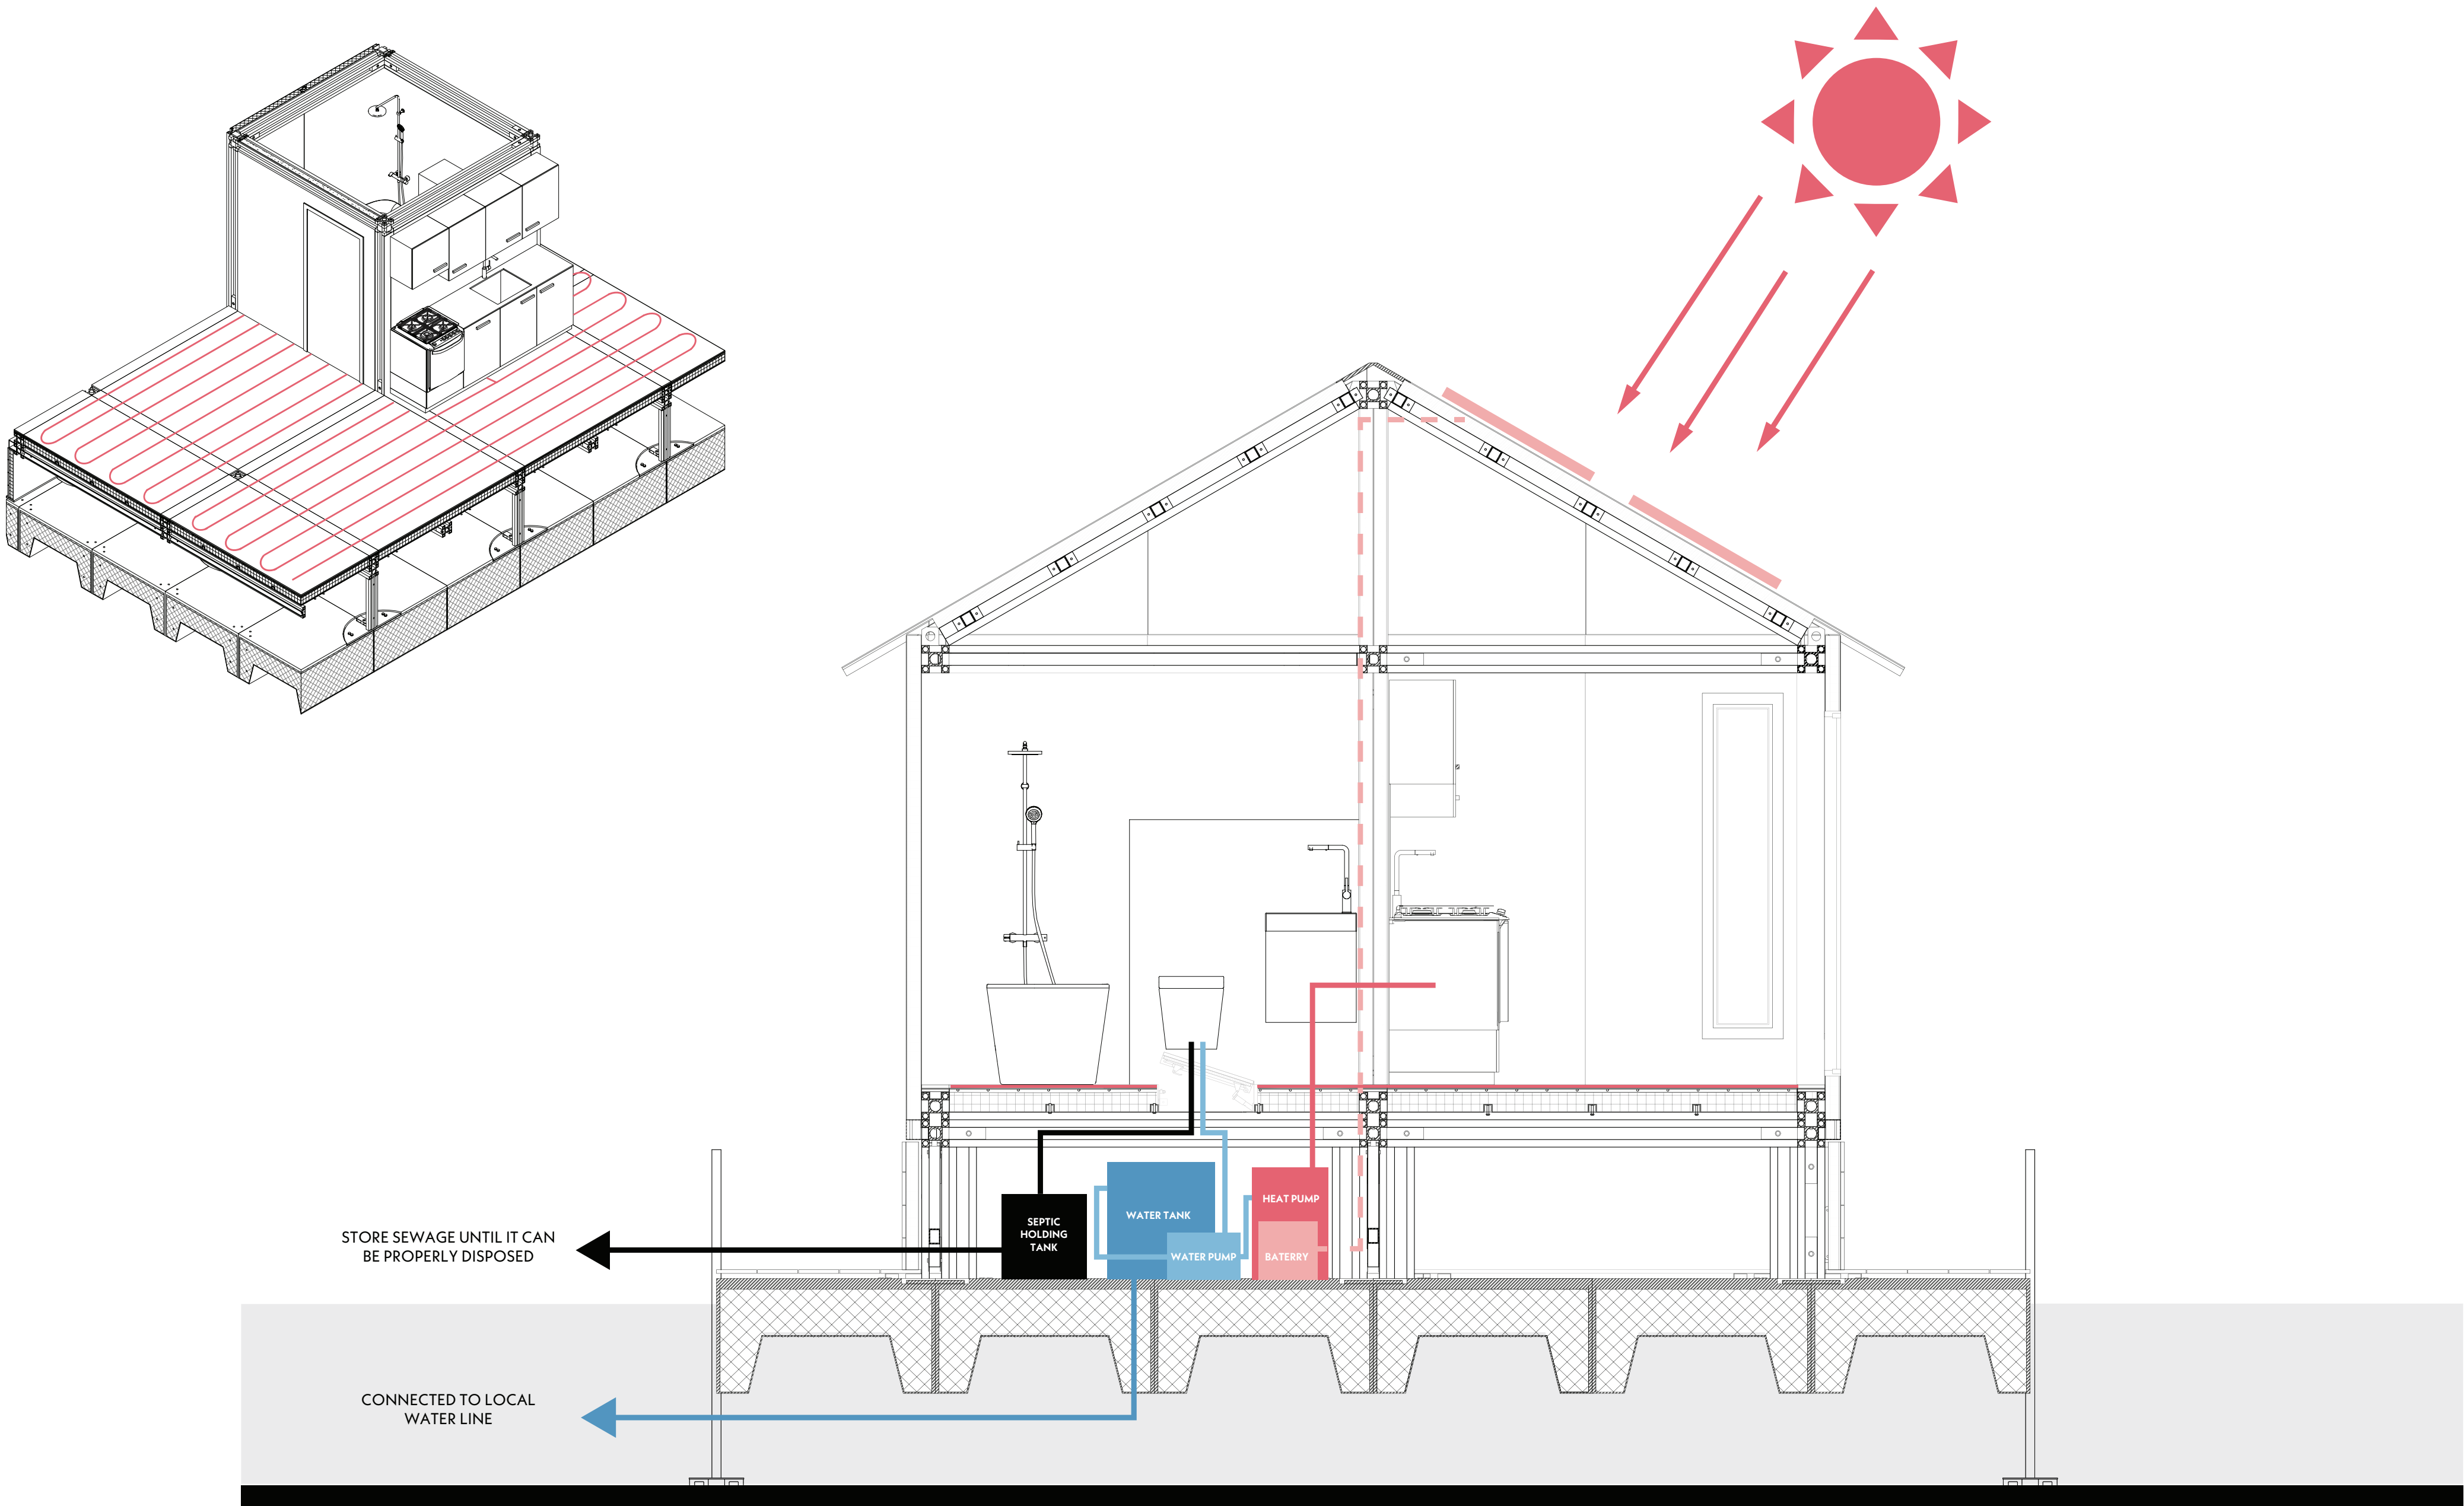 HEAT PUMP
WATER TANK
SEPTIC
HOLDING
TANK
WATER PUMP
BATERRY
STORE SEWAGE UNTIL IT CAN
BE PROPERLY DISPOSED
CONNECTED TO LOCAL
WATER LINE